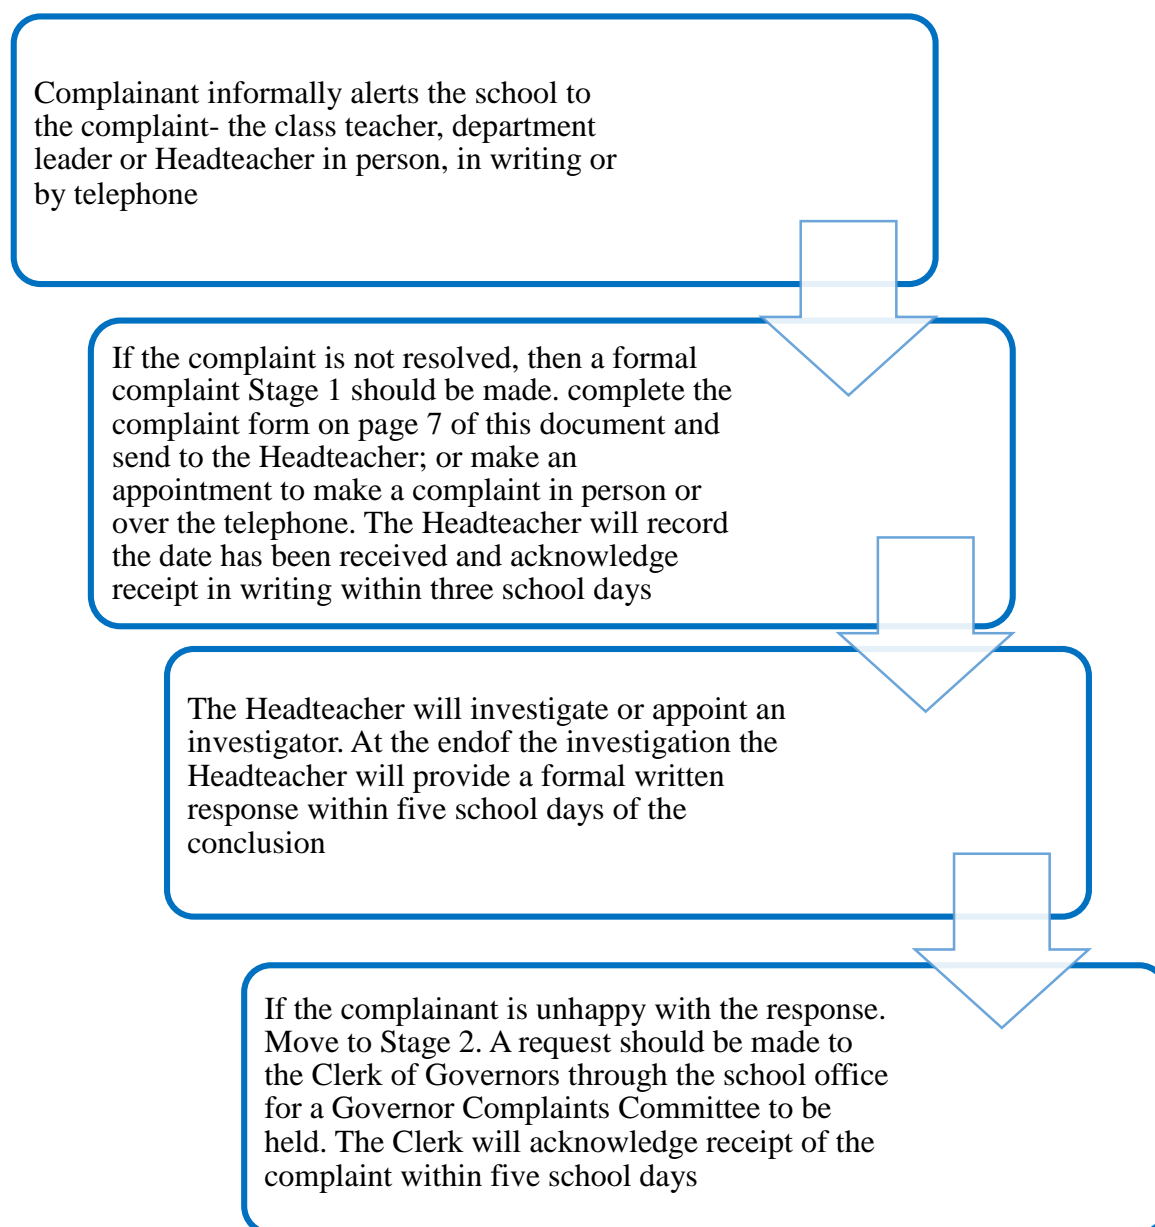 Complainant informally alerts the school to
the complaint- the class teacher, department
leader or Headteacher in person, in writing or
by telephone
If the complaint is not resolved, then a formal
complaint Stage 1 should be made. complete the
complaint form on page 7 of this document and
send to the Headteacher; or make an
appointment to make a complaint in person or
over the telephone. The Headteacher will record
the date has been received and acknowledge
receipt in writing within three school days
The Headteacher will investigate or appoint an
investigator. At the endof the investigation the
Headteacher will provide a formal written
response within five school days of the
conclusion
If the complainant is unhappy with the response.
Move to Stage 2. A request should be made to
the Clerk of Governors through the school office
for a Governor Complaints Committee to be
held. The Clerk will acknowledge receipt of the
complaint within five school days